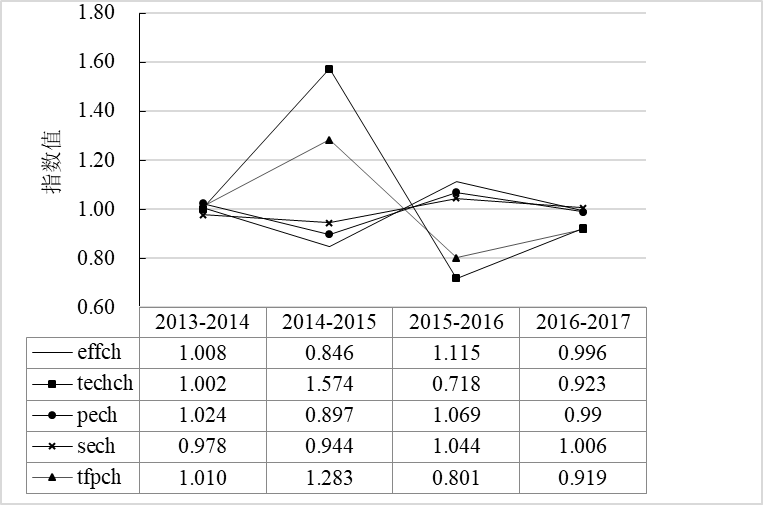 1.80
1.60
1.40
1.20
1.00
0.80
0.60
指数值
2013-2014 2014-2015 2015-2016 2016-2017
effch 1.008 0.846 1.115 0.996
techch 1.002 1.574 0.718 0.923
pech 1.024 0.897 1.069 0.99
sech 0.978 0.944 1.044 1.006
tfpch 1.010 1.283 0.801 0.919